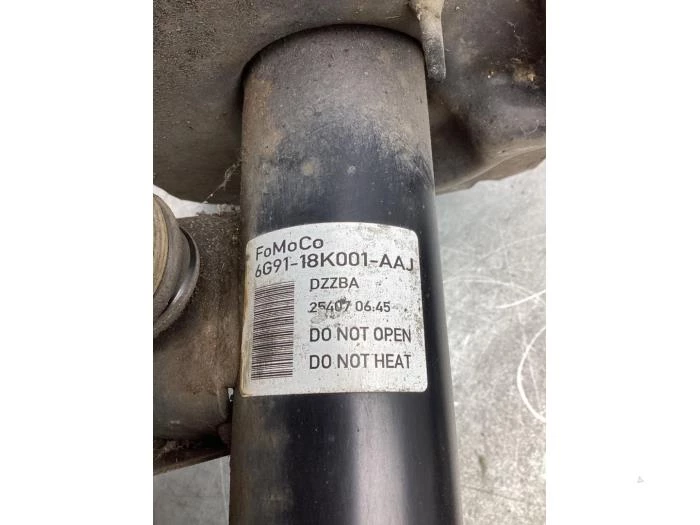 FoMoCo
6G91-18K001-AAJ
DZZBA
25407 06:45
DO NOT OPEN
DO NOT HEAT